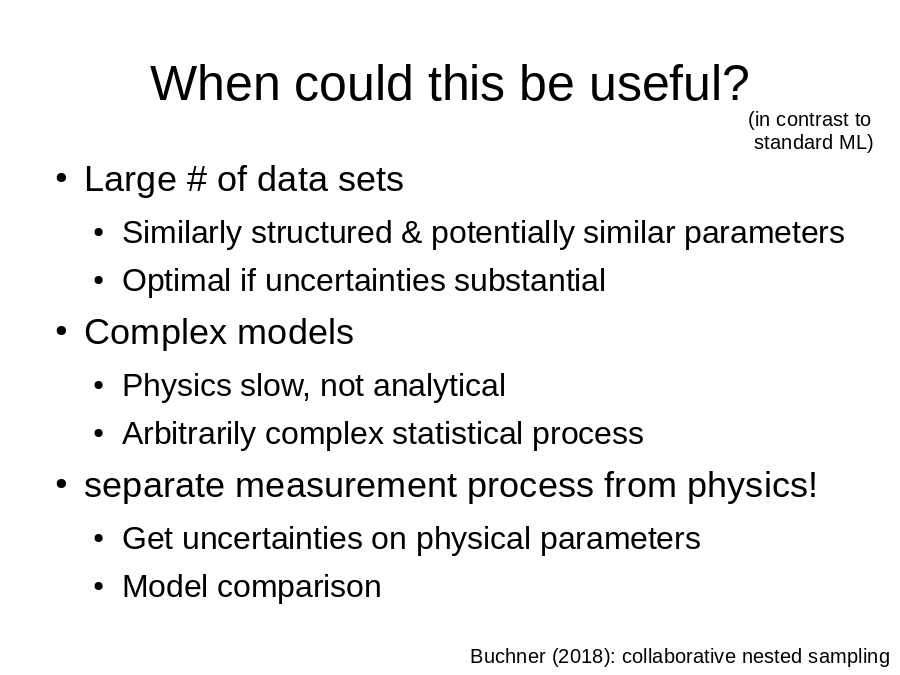 When could this be useful?
(in contrast to
standard ML)
• Large # of data sets
• Similarly structured & potentially similar parameters
• Optimal if uncertainties substantial
• Complex models
• Physics slow, not analytical
• Arbitrarily complex statistical process
• separate measurement process from physics!
• Get uncertainties on physical parameters
• Model comparison
Buchner (2018): collaborative nested sampling